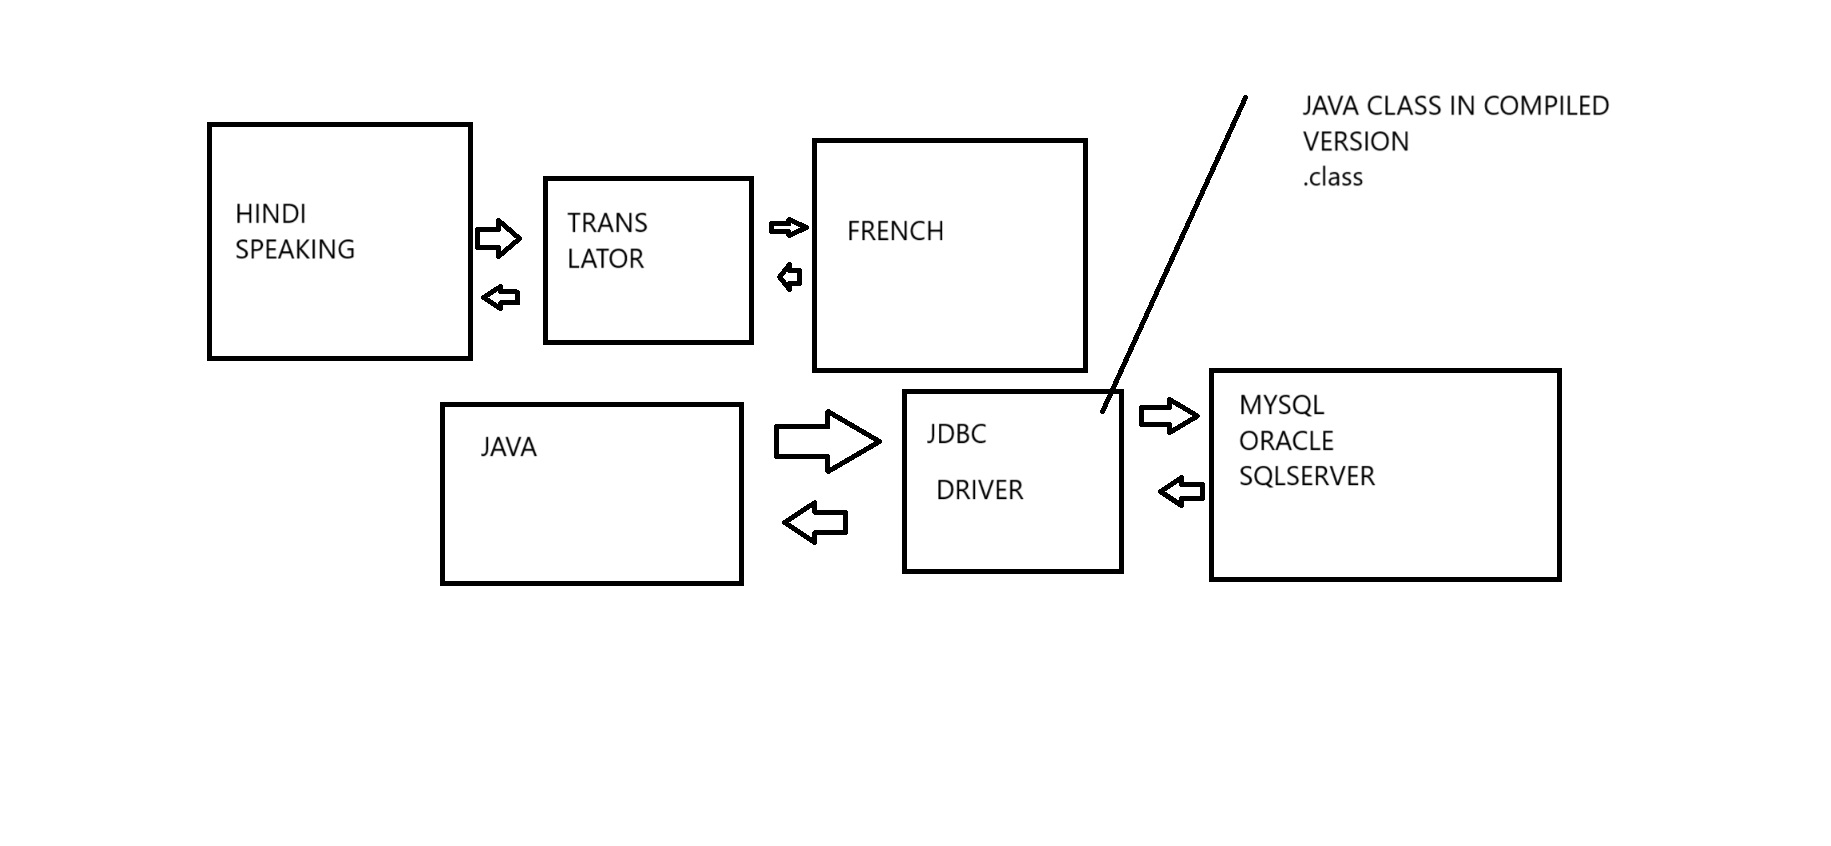 HINDI
SPEAKING
TRANS
LATOR
FRENCH
JAVA CLASS IN COMPILED
VERSION
.class
JAVA
JDBC
DRIVER
MYSQL
ORACLE
SQLSERVER